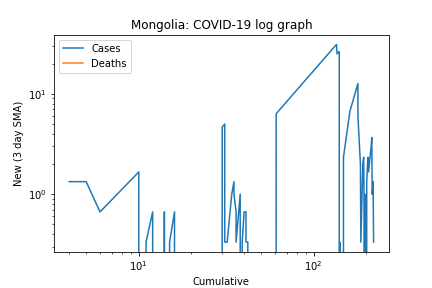 Mongolia: COVID-19 log graph
Cases
Deaths
New (3 day SMA)
10¹
10⁰
10¹ 10²
Cumulative